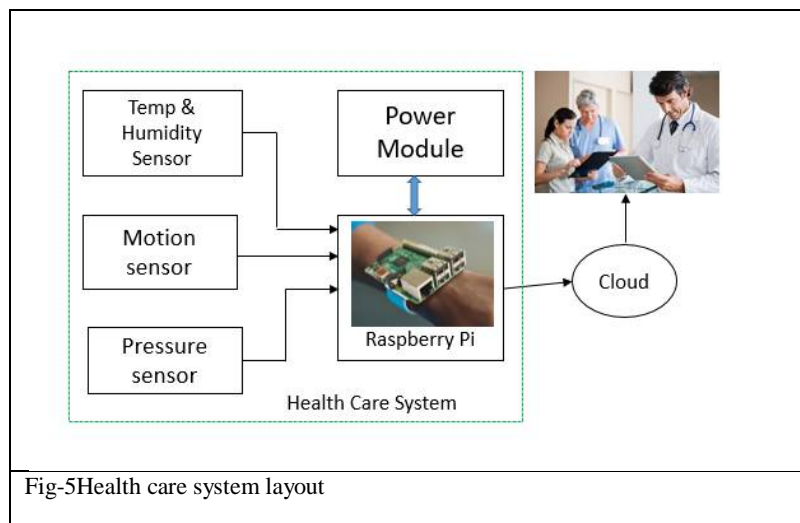 Temp &
Humidity
Sensor
Power
Module
Motion
sensor
Raspberry Pi
Cloud
Pressure
sensor
Health Care System
Fig-5Health care system layout